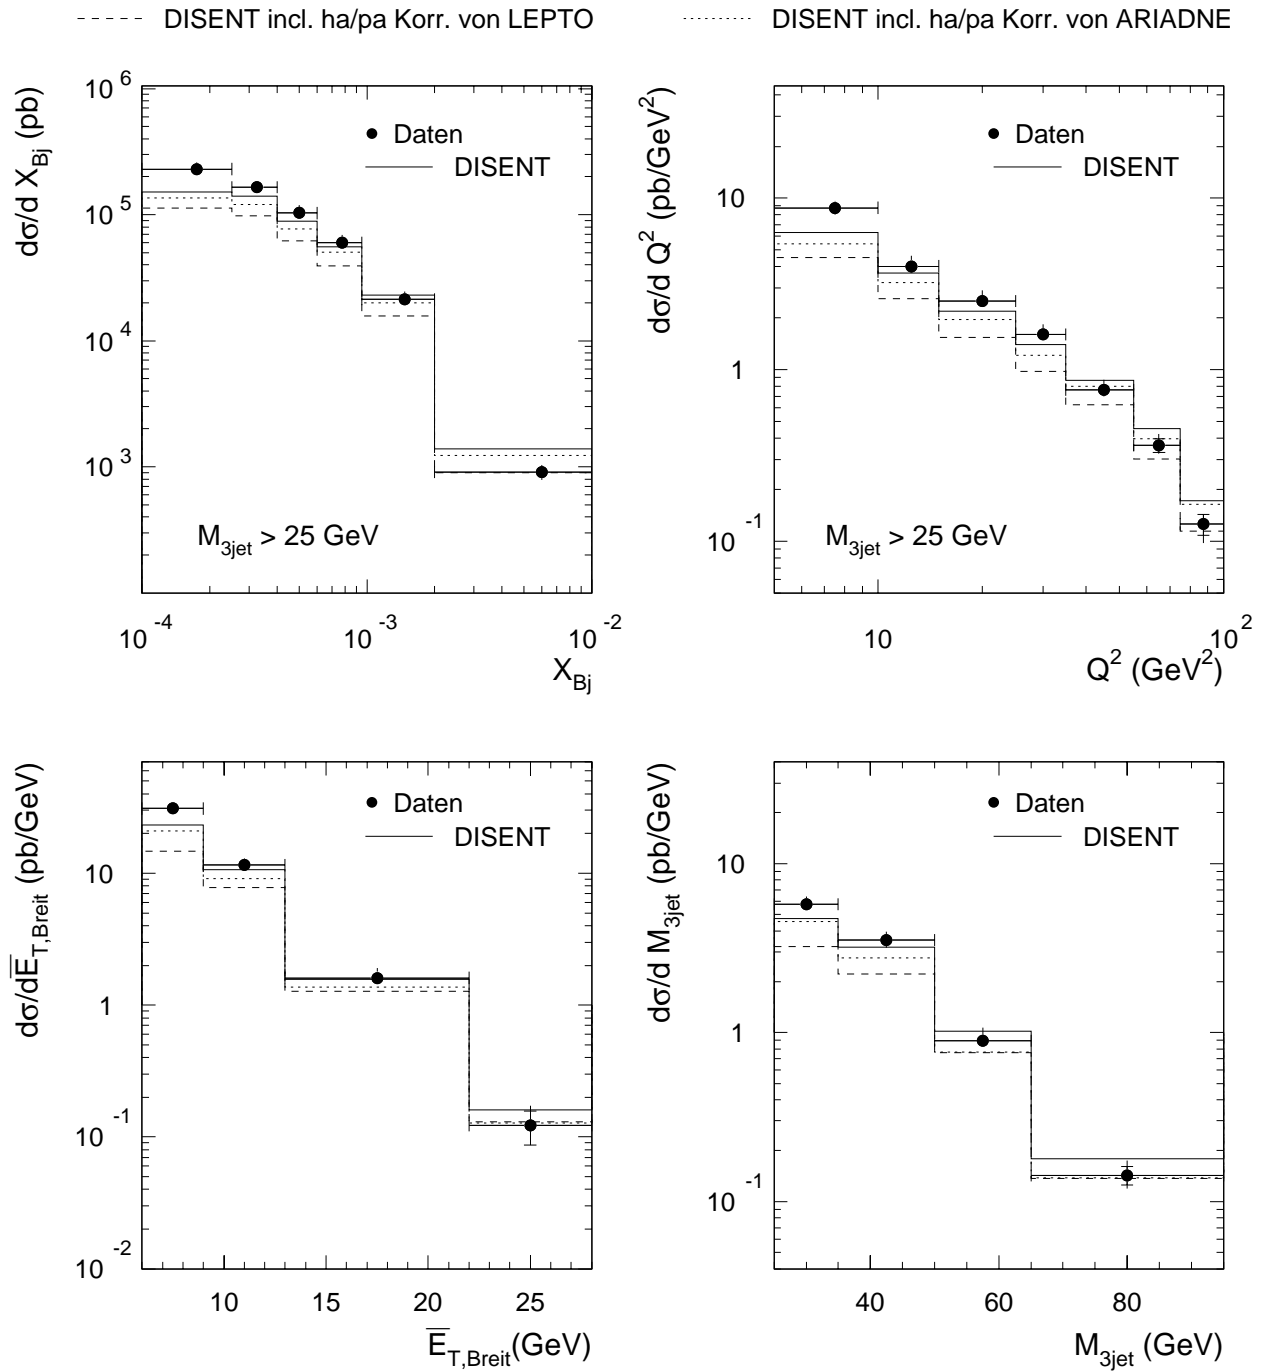 DISENT incl. ha/pa Korr. von LEPTO
DISENT incl. ha/pa Korr. von ARIADNE
dσ/d X_Bj (pb)
10^6
10^5
10^4
10^3
Daten
DISENT
M_3jet > 25 GeV
10^-4
10^-3
10^-2
X_Bj
dσ/d Q^2 (pb/GeV^2)
10
1
10^-1
Daten
DISENT
M_3jet > 25 GeV
10
10^2
Q^2 (GeV^2)
dσ/dE̅_T,Breit (pb/GeV)
10
1
10^-1
10^-2
Daten
DISENT
10 15 20 25
E̅_T,Breit(GeV)
dσ/d M_3jet (pb/GeV)
10
1
10^-1
Daten
DISENT
40 60 80
M_3jet (GeV)